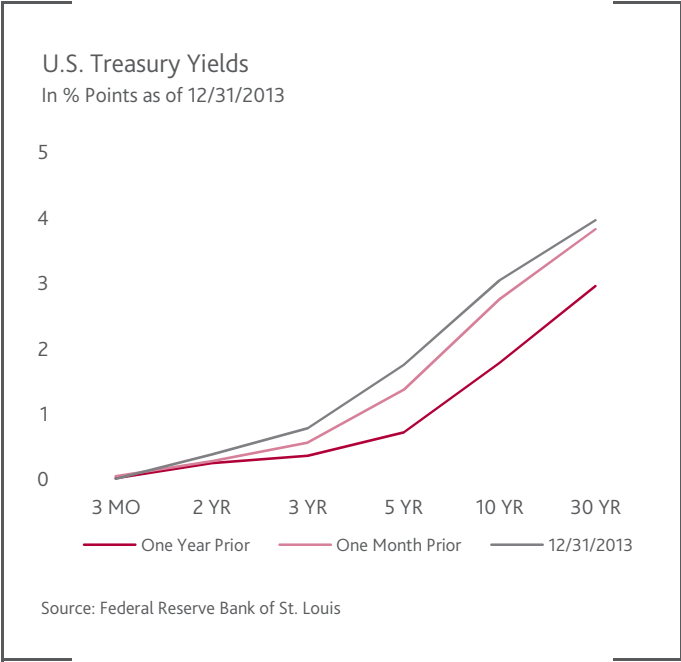 U.S. Treasury Yields
In % Points as of 12/31/2013
5
4
3
2
1
0
3 MO 2 YR 3 YR 5 YR 10 YR 30 YR
One Year Prior One Month Prior 12/31/2013
Source: Federal Reserve Bank of St. Louis